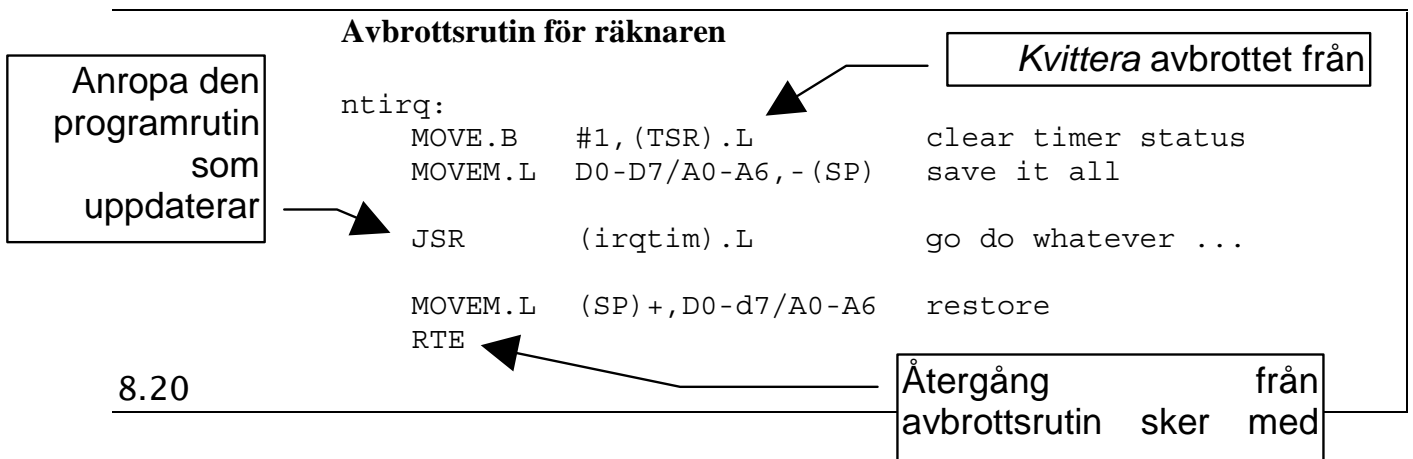 Avbrottsrutin för räknaren
Kvittera avbrottet från
Anropa den
programrutin
som
uppdaterar
ntirq:
MOVE.B #1,(TSR).L clear timer status
MOVEM.L D0-D7/A0-A6,-(SP) save it all
JSR (irqtim).L go do whatever ...
MOVEM.L (SP)+,D0-d7/A0-A6 restore
RTE
Återgång från
avbrottsrutin sker med
8.20